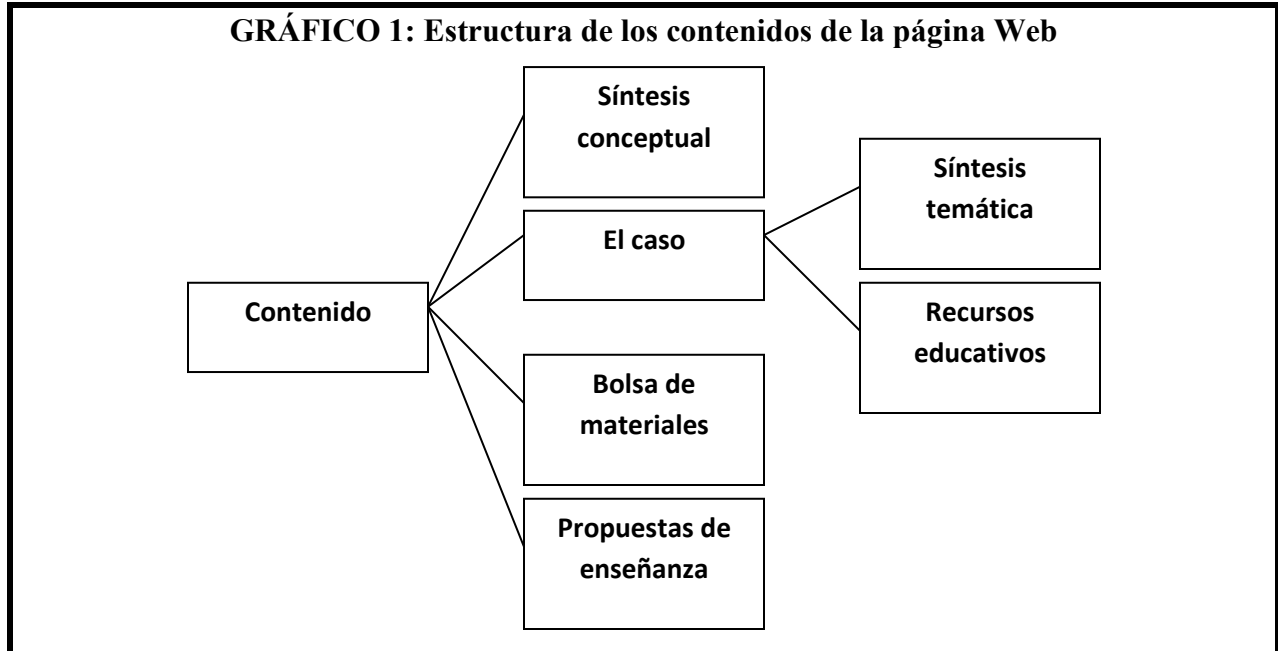 GRÁFICO 1: Estructura de los contenidos de la página Web
Síntesis
conceptual
El caso
Síntesis
temática
Recursos
educativos
Contenido
Bolsa de
materiales
Propuestas de
enseñanza